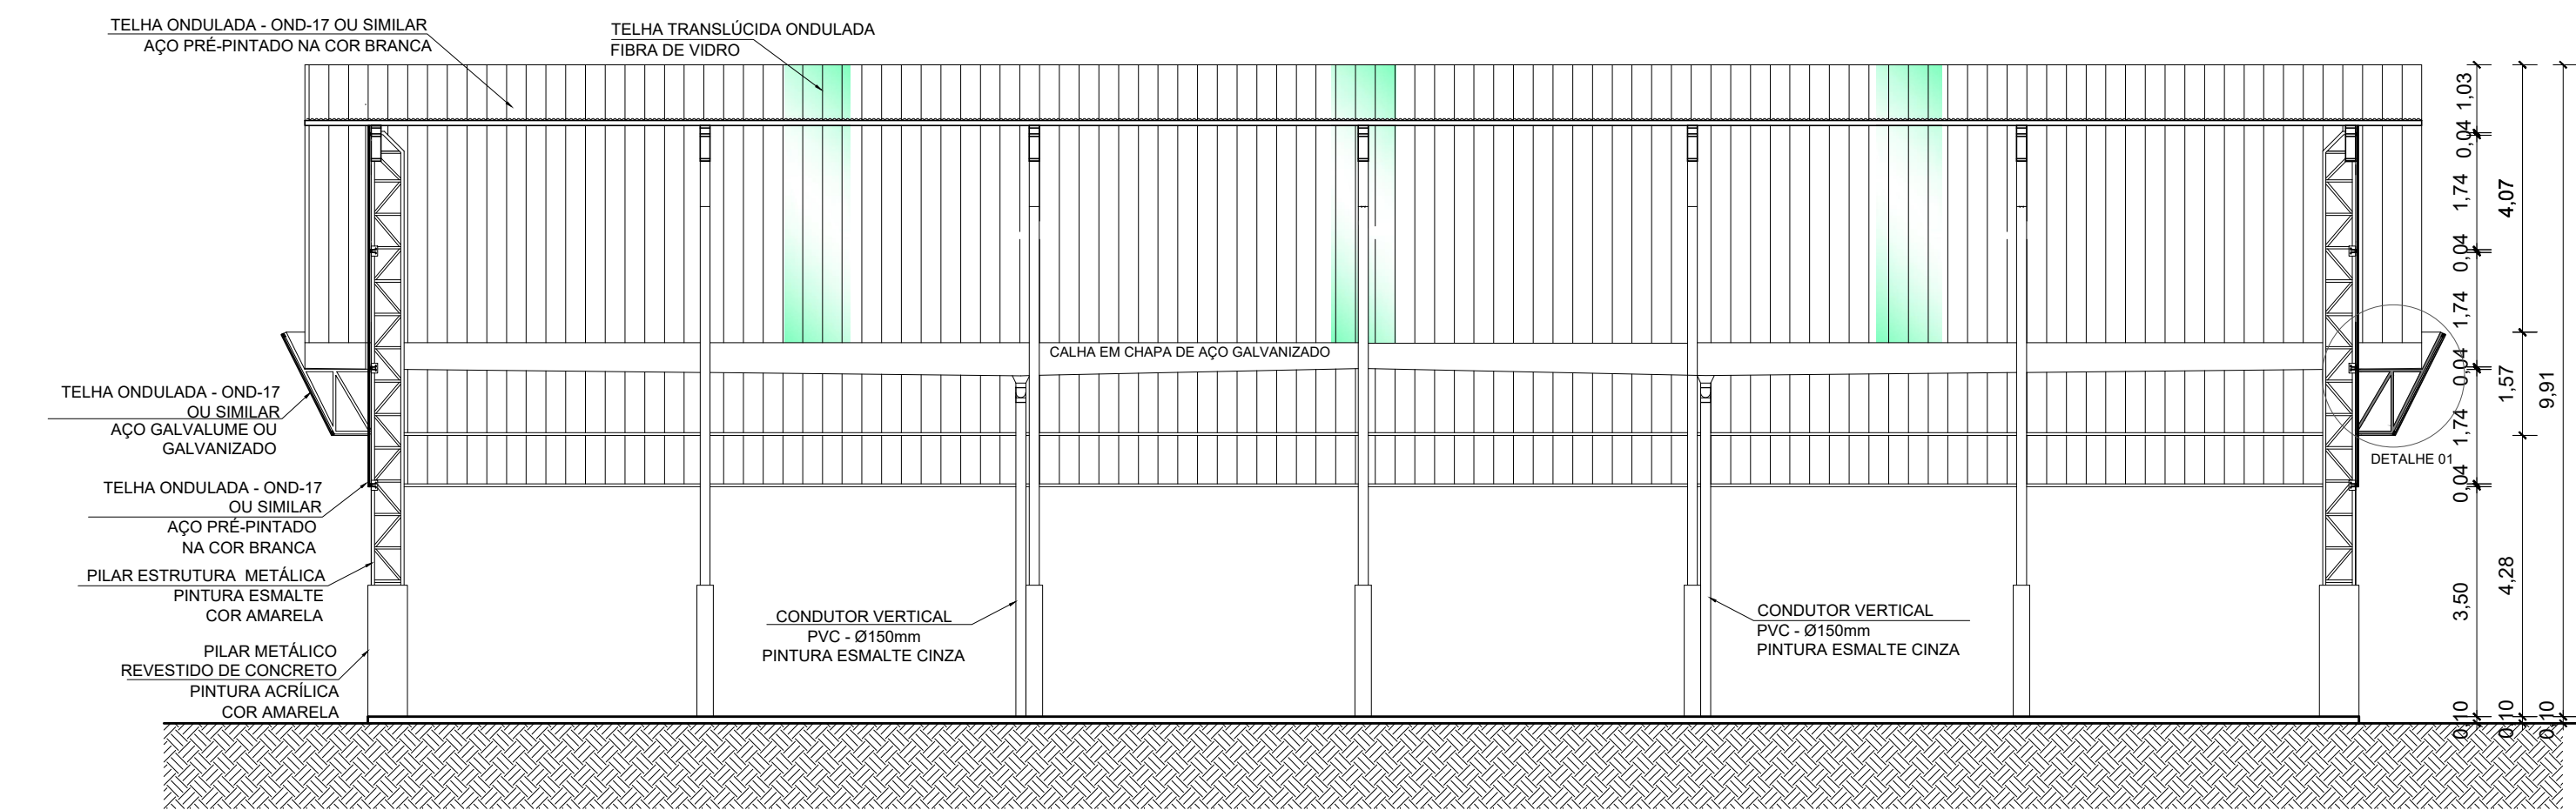 TELHA ONDULADA - OND-17 OU SIMILAR
AÇO PRÉ-PINTADO NA COR BRANCA
TELHA TRANSLÚCIDA ONDULADA
FIBRA DE VIDRO
CALHA EM CHAPA DE AÇO GALVANIZADO
TELHA ONDULADA - OND-17
OU SIMILAR
AÇO GALVALUME OU
GALVANIZADO
TELHA ONDULADA - OND-17
OU SIMILAR
AÇO PRÉ-PINTADO
NA COR BRANCA
PILAR ESTRUTURA METÁLICA
PINTURA ESMALTE
COR AMARELA
PILAR METÁLICO
REVESTIDO DE CONCRETO
PINTURA ACRÍLICA
COR AMARELA
CONDUTOR VERTICAL
PVC - Ø150mm
PINTURA ESMALTE CINZA
CONDUTOR VERTICAL
PVC - Ø150mm
PINTURA ESMALTE CINZA
DETALHE 01
1,03
0,04
1,74
0,04
1,74
0,04
1,74
0,04
3,50
0,10
4,07
1,57
4,28
0,10
9,91
0,10